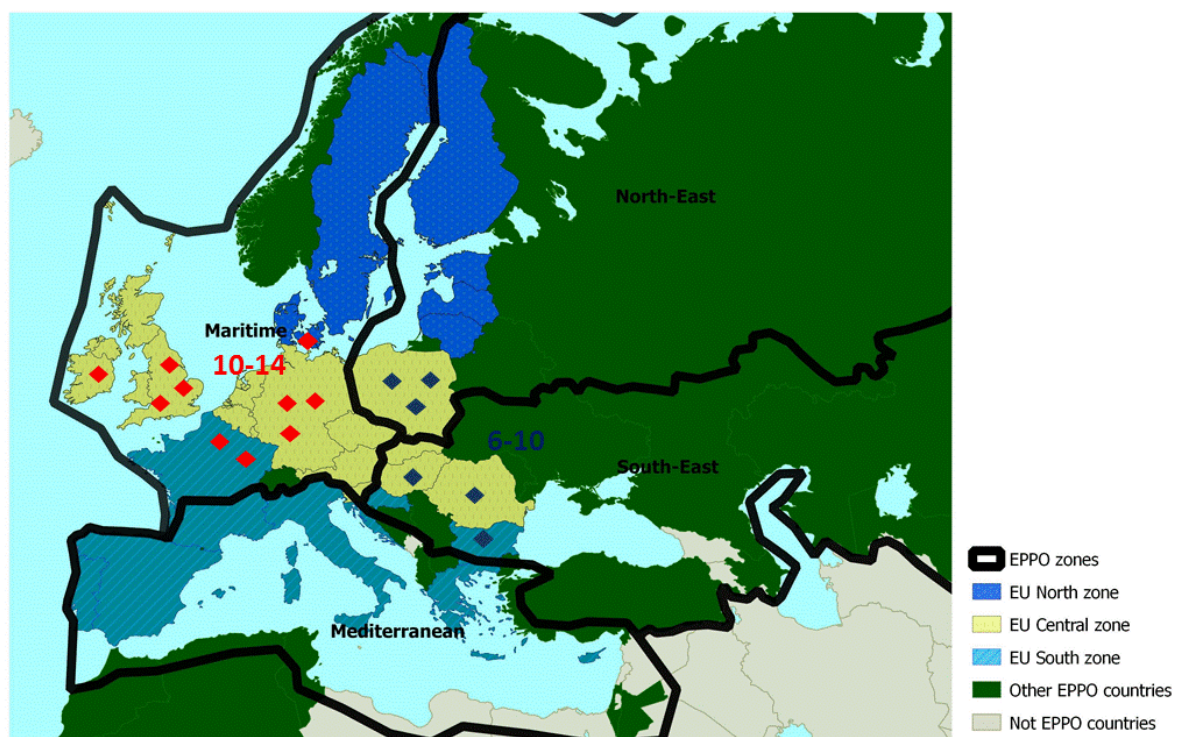 North-East
Maritime
10-14
6-10
South-East
Mediterranean
EPPO zones
EU North zone
EU Central zone
EU South zone
Other EPPO countries
Not EPPO countries